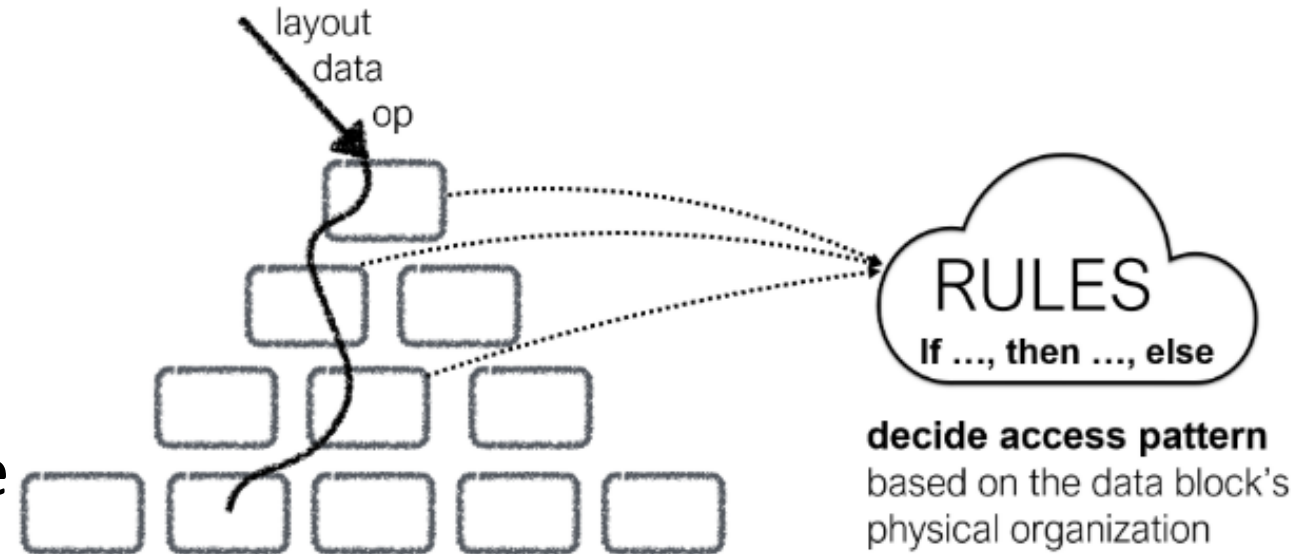 layout
data
op
RULES
If ..., then ..., else
decide access pattern
based on the data block's
physical organization
e